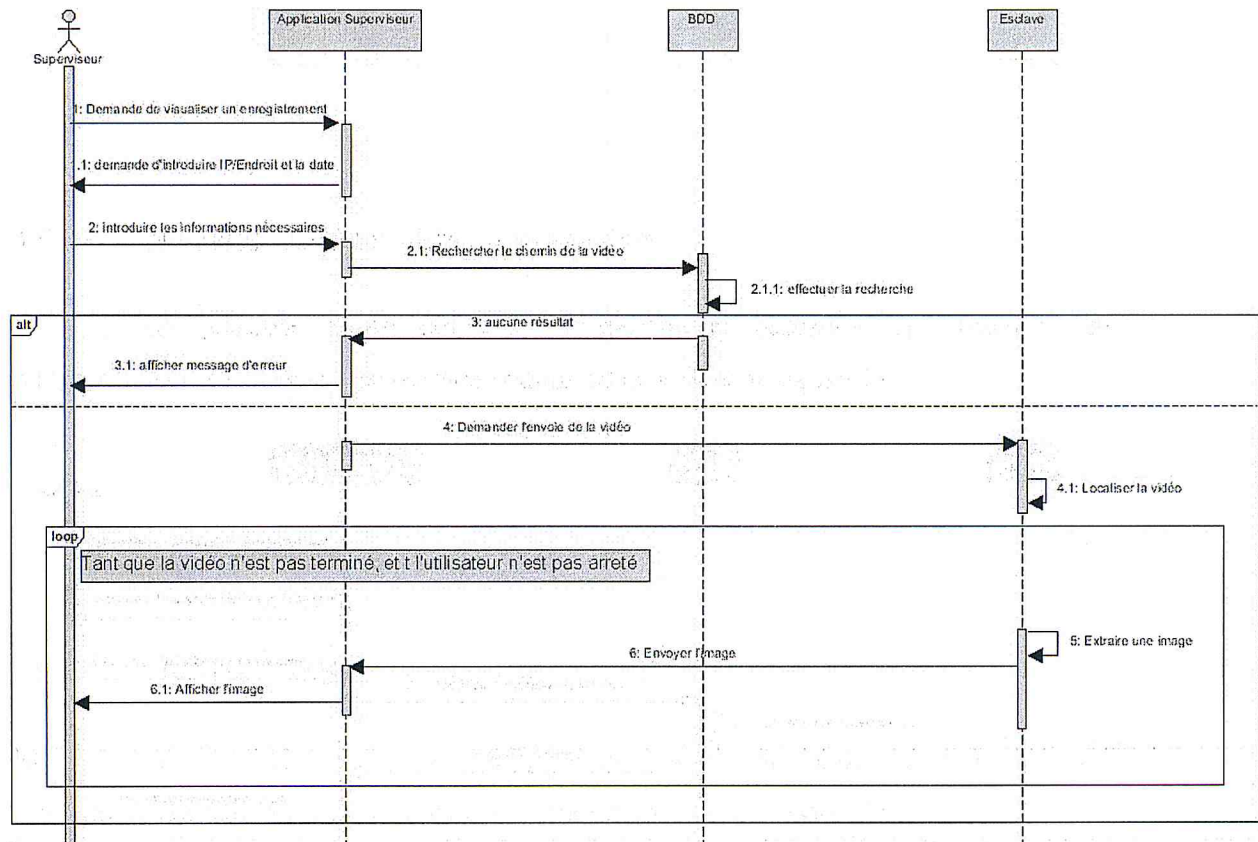 Application Superviseur
BDD
Esclave
Superviseur
1: Demande de visualiser un enregistrement
.1: demande d'introduire IP/Endroit et la date
2: introduire les informations nécessaires
2.1: Rechercher le chemin de la vidéo
2.1.1: effectuer la recherche
alt
3: aucune résultat
3.1: afficher message d'erreur
4: Demander l'envoie de la vidéo
4.1: Localiser la vidéo
loop
Tant que la vidéo n'est pas terminé, et t l'utilisateur n'est pas arreté
5: Extraire une image
6: Envoyer l'image
6.1: Afficher l'image